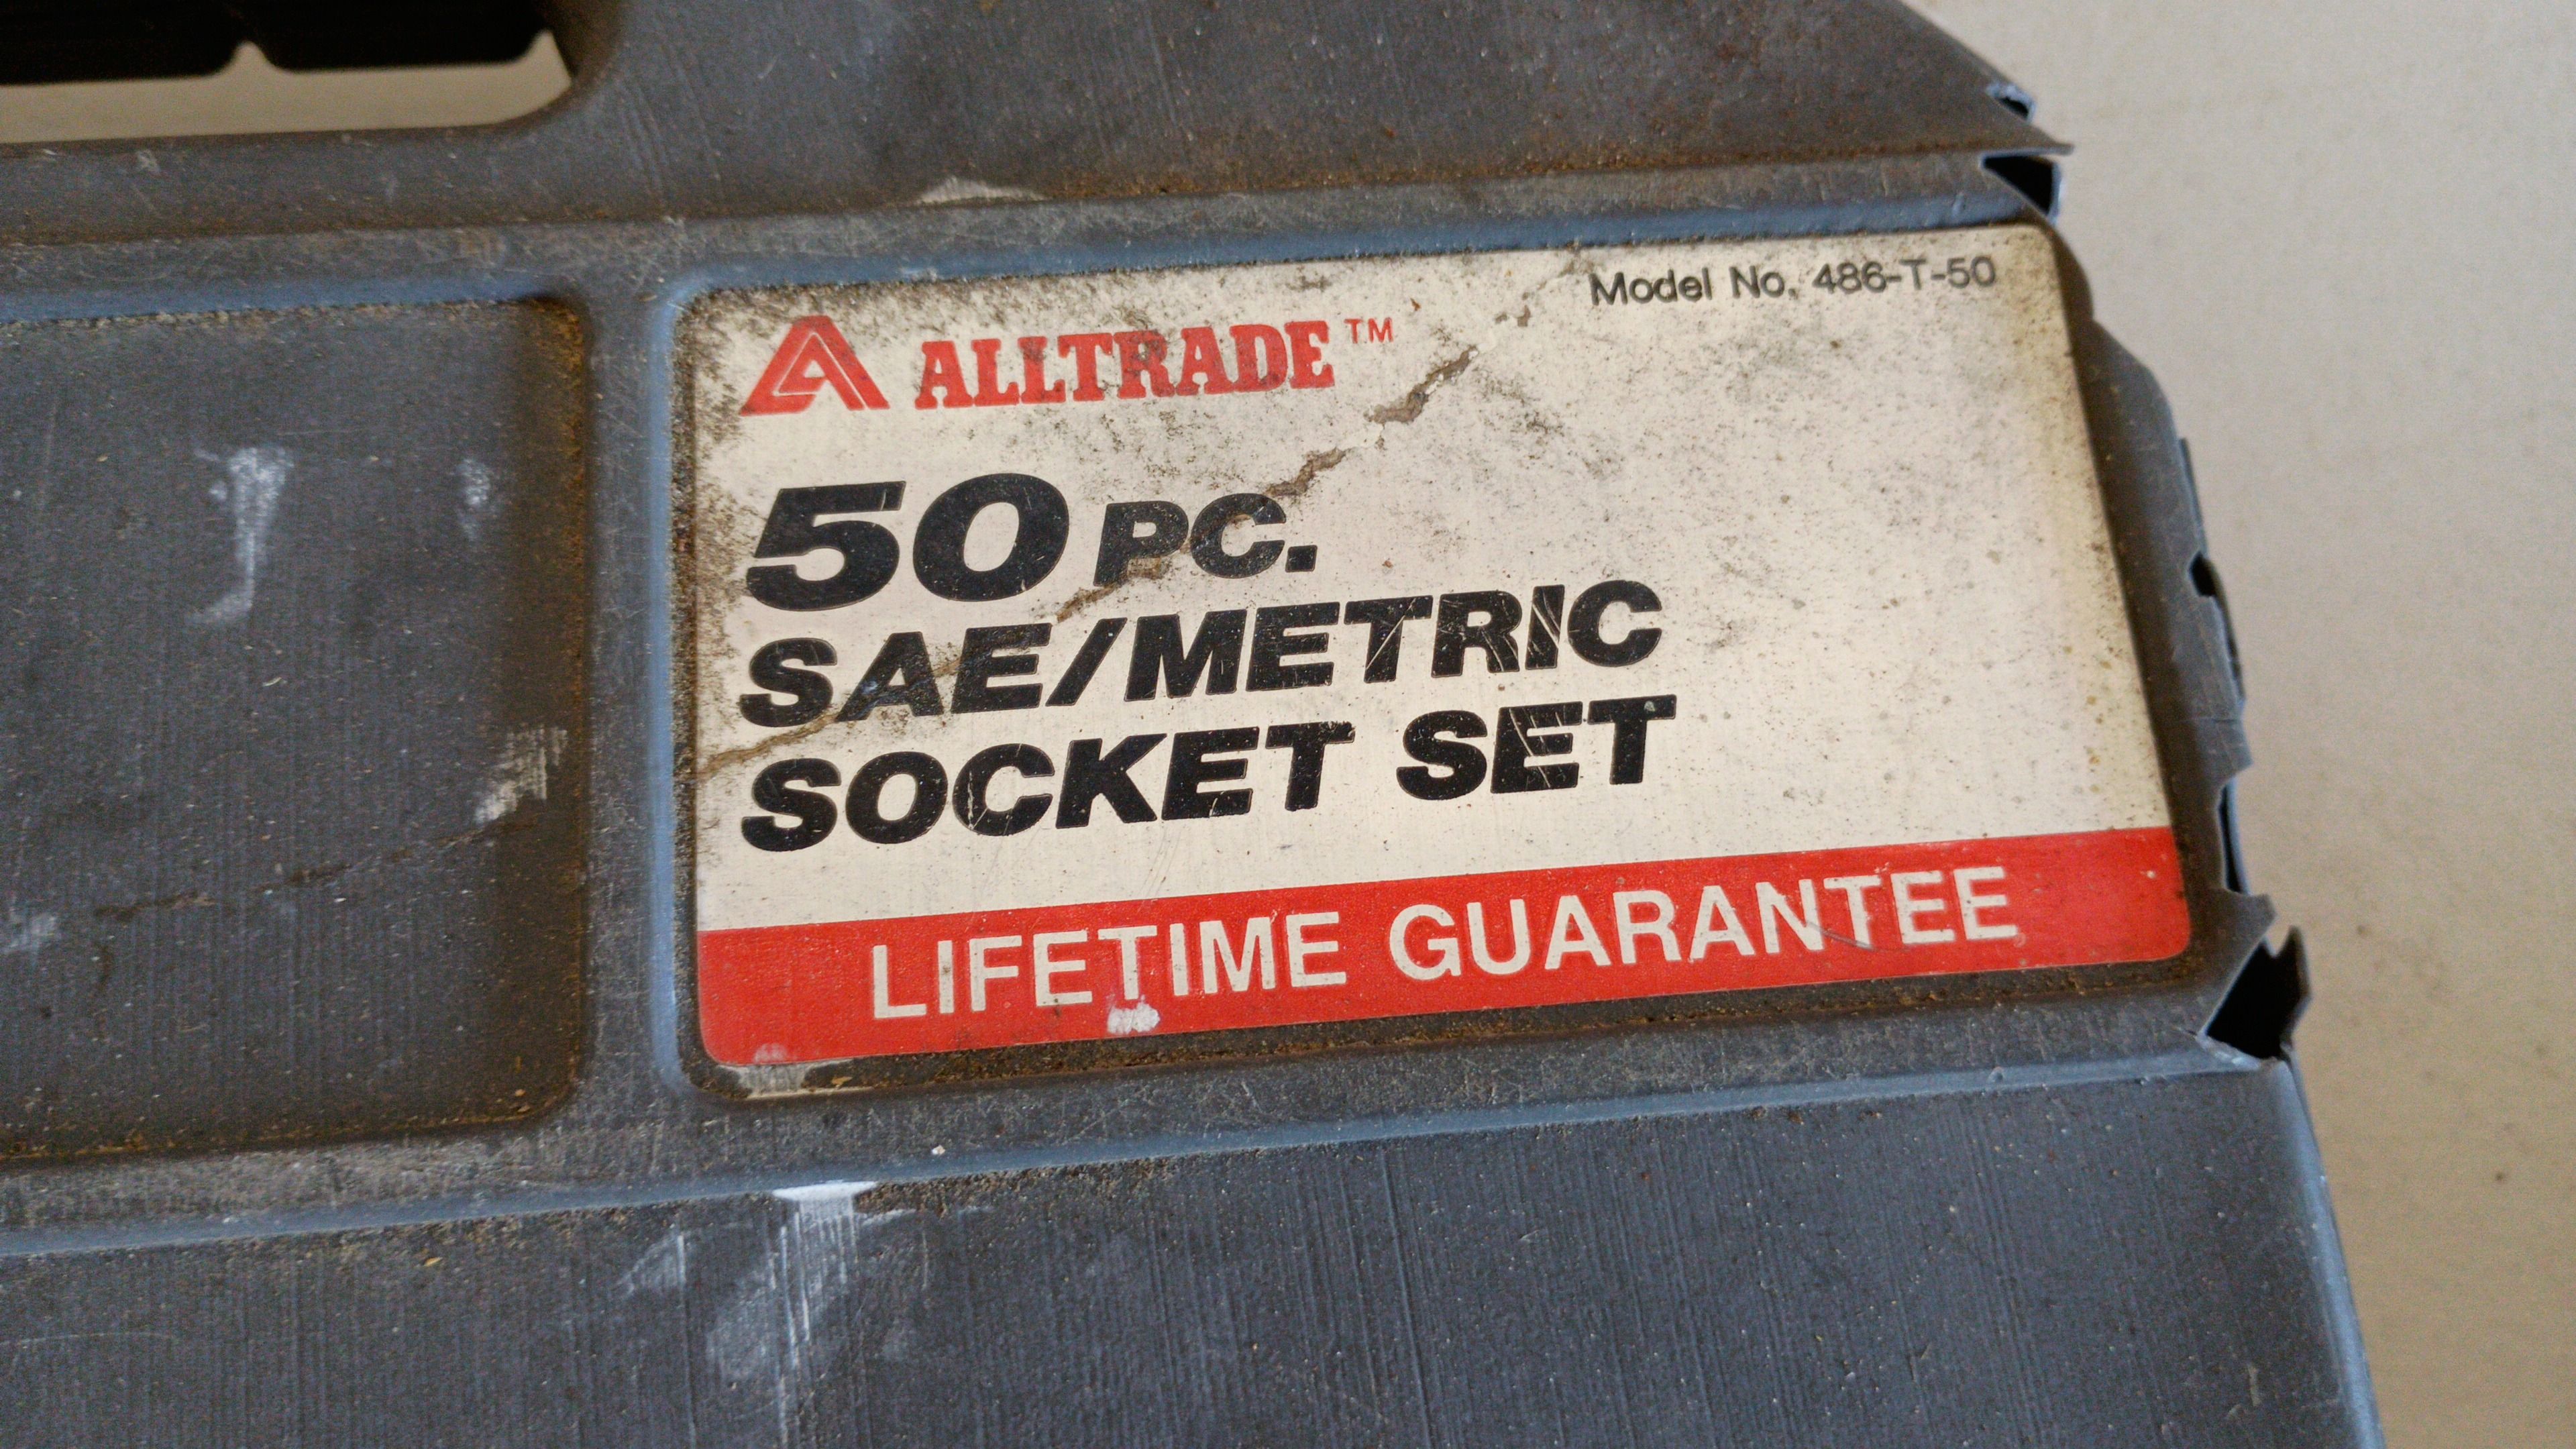 Model No. 486-T-50
ALLTRADE™
50 PC.
SAE/METRIC
SOCKET SET
LIFETIME GUARANTEE